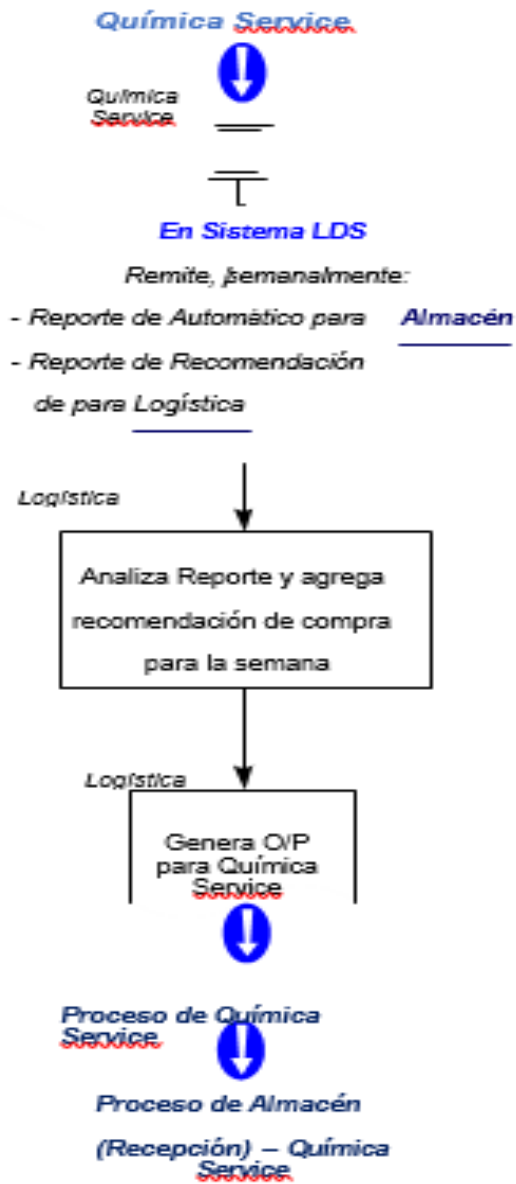 Química Service
Química
Service
En Sistema LDS
Remite, semanalmente:
- Reporte de Automático para Almacén
- Reporte de Recomendación
de para Logística
Logística
Analiza Reporte y agrega
recomendación de compra
para la semana
Logística
Genera O/P
para Química
Service
Proceso de Química
Service
Proceso de Almacén
(Recepción) – Química
Service